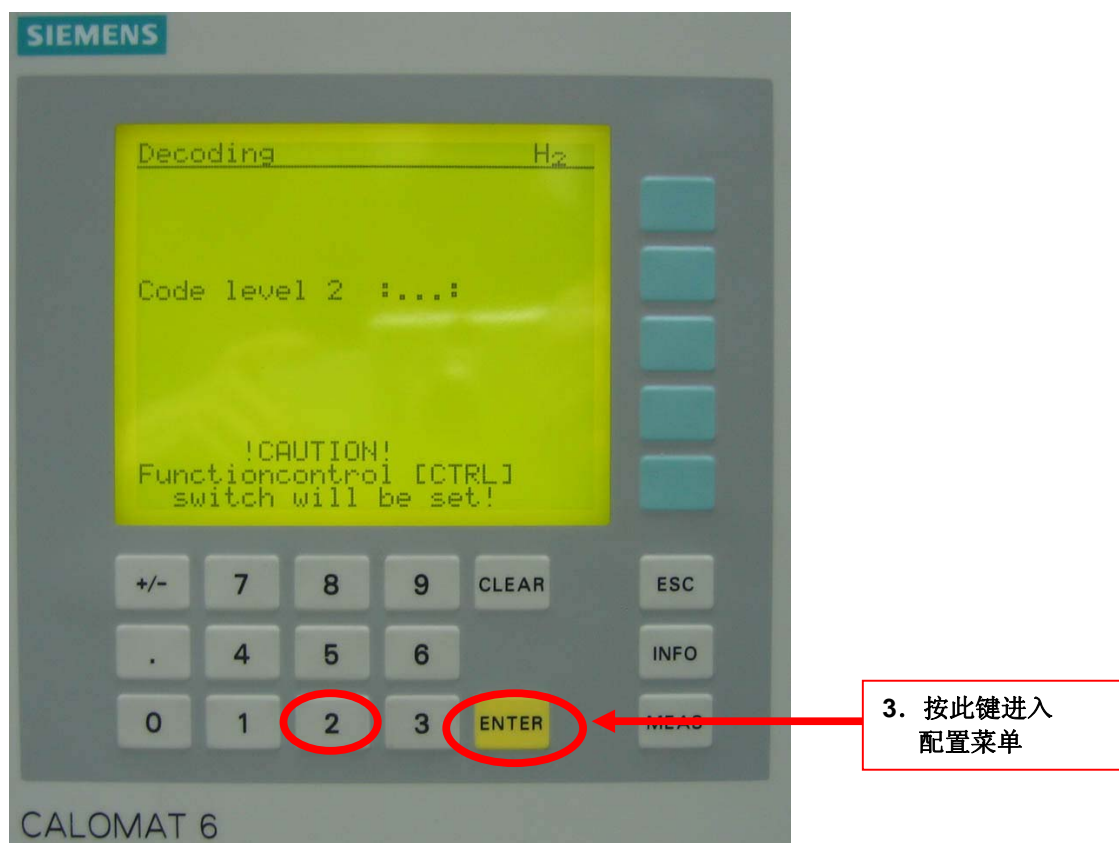 SIEMENS
Decoding H₂
Code level 2 :...:
!CAUTION!
Functioncontrol [CTRL]
switch will be set!
+/- 7 8 9 CLEAR ESC
. 4 5 6 INFO
0 1 2 3 ENTER MEAS
3. 按此键进入
配置菜单
CALOMAT 6